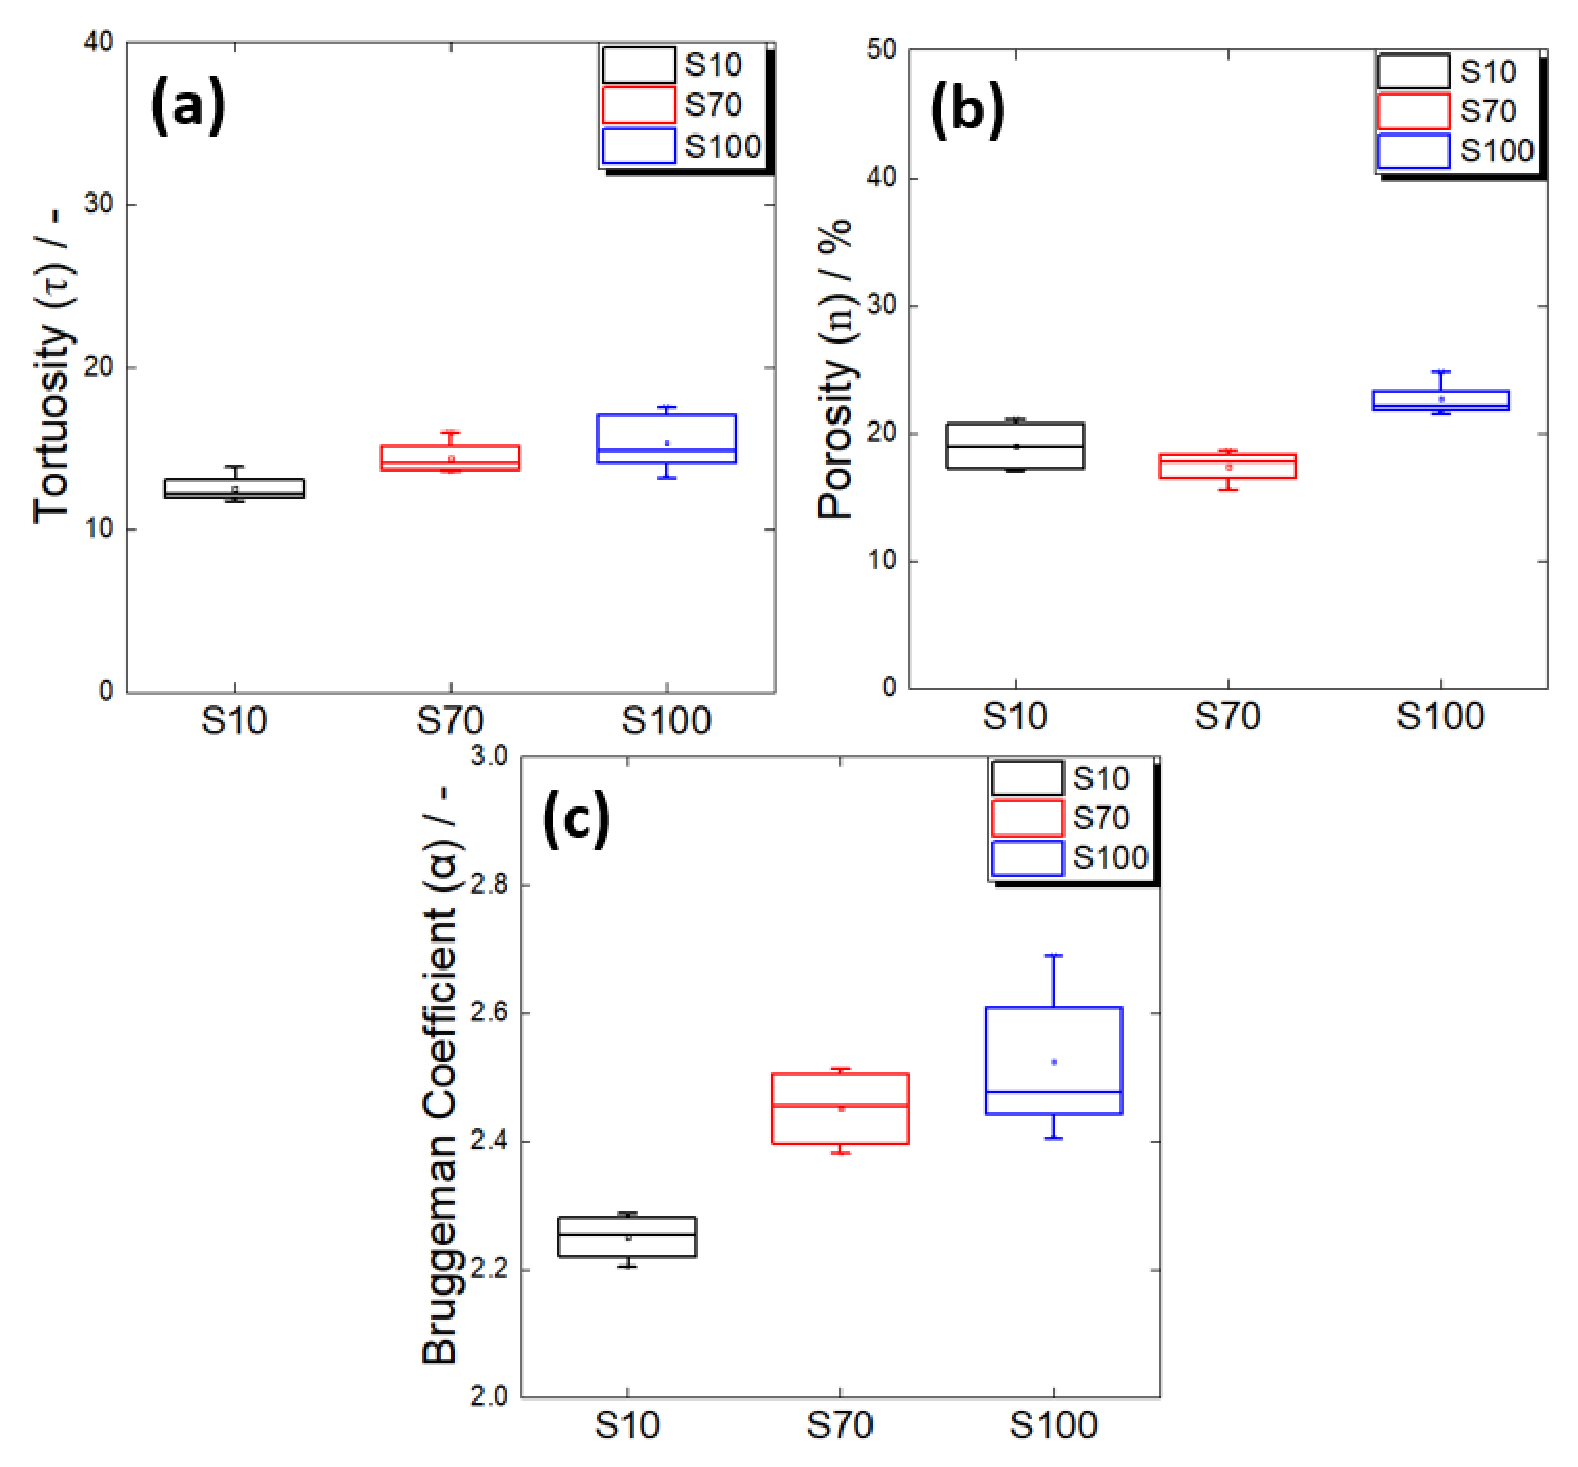 (a)
S10
S70
S100
Tortuosity (τ) / -
40
30
20
10
0
S10 S70 S100
(b)
S10
S70
S100
Porosity (n) / %
50
40
30
20
10
0
S10 S70 S100
(c)
S10
S70
S100
Bruggeman Coefficient (α) / -
3.0
2.8
2.6
2.4
2.2
2.0
S10 S70 S100